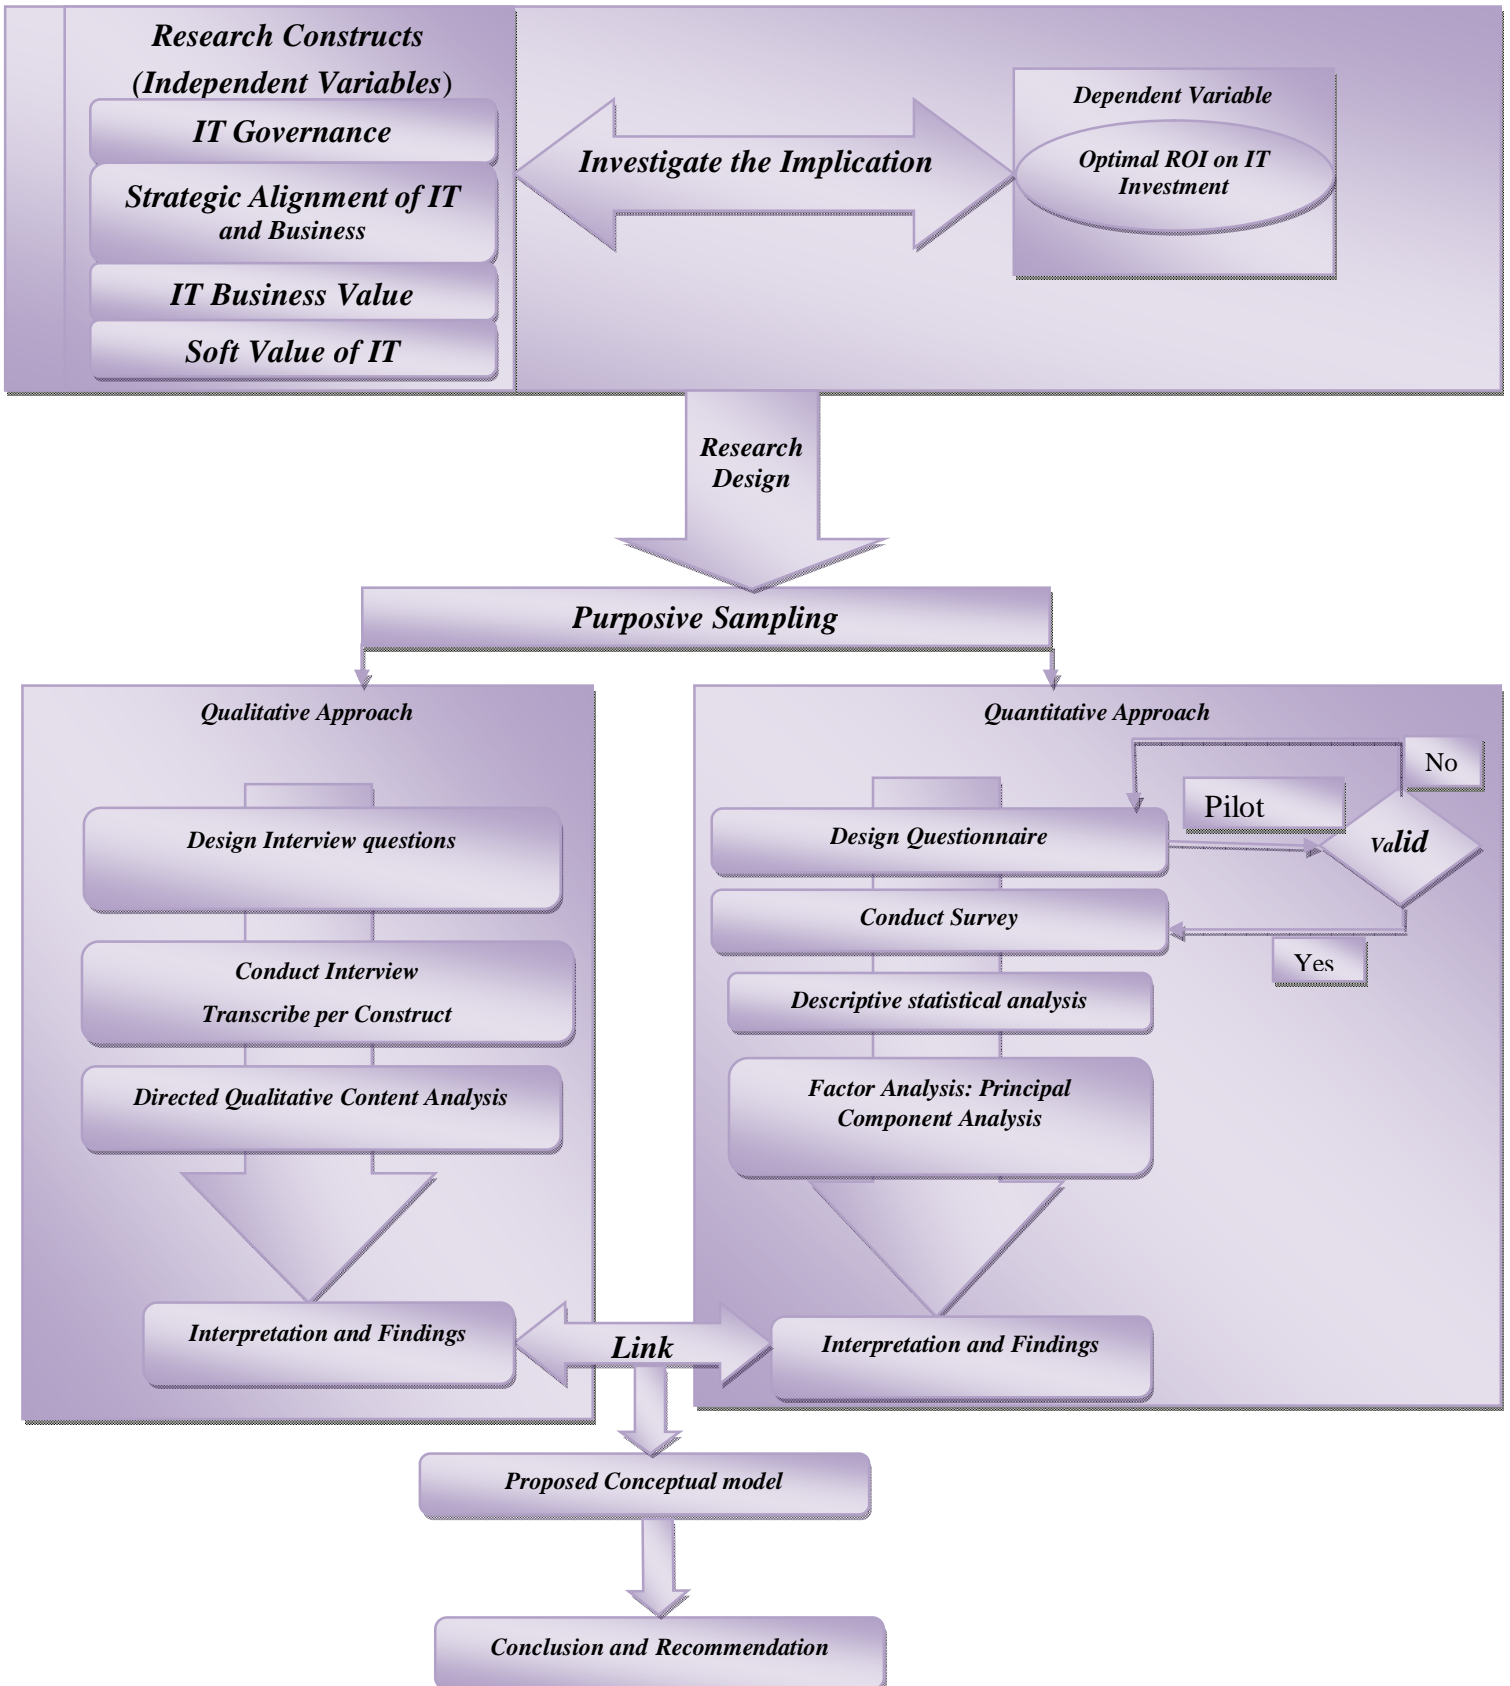 Research Constructs
(Independent Variables)
IT Governance
Strategic Alignment of IT
and Business
IT Business Value
Soft Value of IT
Investigate the Implication
Dependent Variable
Optimal ROI on IT
Investment
Research
Design
Purposive Sampling
Qualitative Approach
Design Interview questions
Conduct Interview
Transcribe per Construct
Directed Qualitative Content Analysis
Interpretation and Findings
Quantitative Approach
No
Pilot
Design Questionnaire
Valid
Conduct Survey
Yes
Descriptive statistical analysis
Factor Analysis: Principal
Component Analysis
Interpretation and Findings
Link
Proposed Conceptual model
Conclusion and Recommendation